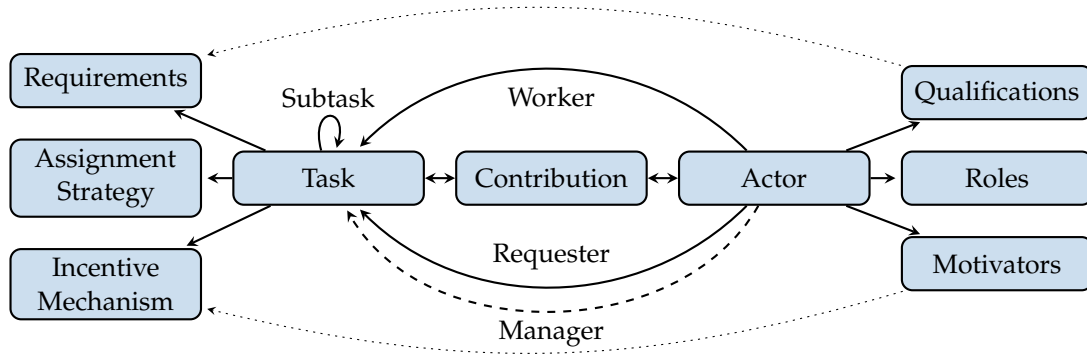 Requirements
Subtask
Worker
Qualifications
Assignment
Strategy
Task
Contribution
Actor
Roles
Incentive
Mechanism
Requester
Motivators
Manager